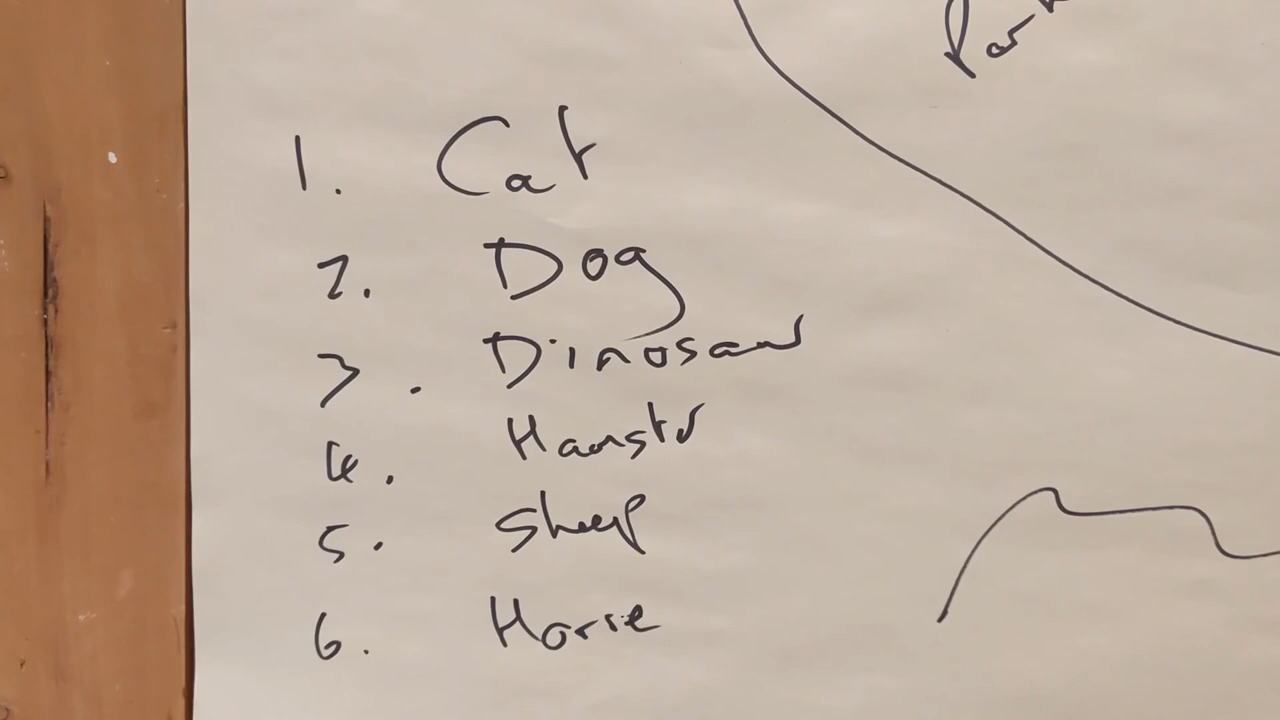 1. Cat
2. Dog
3. Dinosaur
4. Hamster
5. Sheep
6. Horse